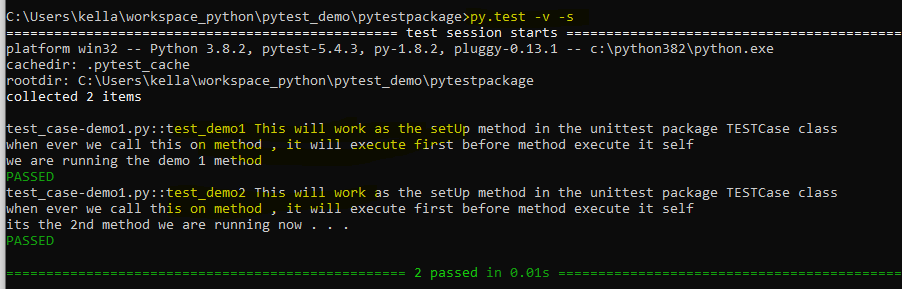 C:\Users\kella\workspace_python\pytest_demo\pytestpackage>py.test -v -s
================================================= test session starts ==========================================
platform win32 -- Python 3.8.2, pytest-5.4.3, py-1.8.2, pluggy-0.13.1 -- c:\python382\python.exe
cachedir: .pytest_cache
rootdir: C:\Users\kella\workspace_python\pytest_demo\pytestpackage
collected 2 items
test_case-demo1.py::test_demo1 This will work as the setUp method in the unittest package TESTCase class
when ever we call this on method , it will execute first before method execute it self
we are running the demo 1 method
PASSED
test_case-demo1.py::test_demo2 This will work as the setUp method in the unittest package TESTCase class
when ever we call this on method , it will execute first before method execute it self
its the 2nd method we are running now . . .
PASSED
================================================== 2 passed in 0.01s ===========================================